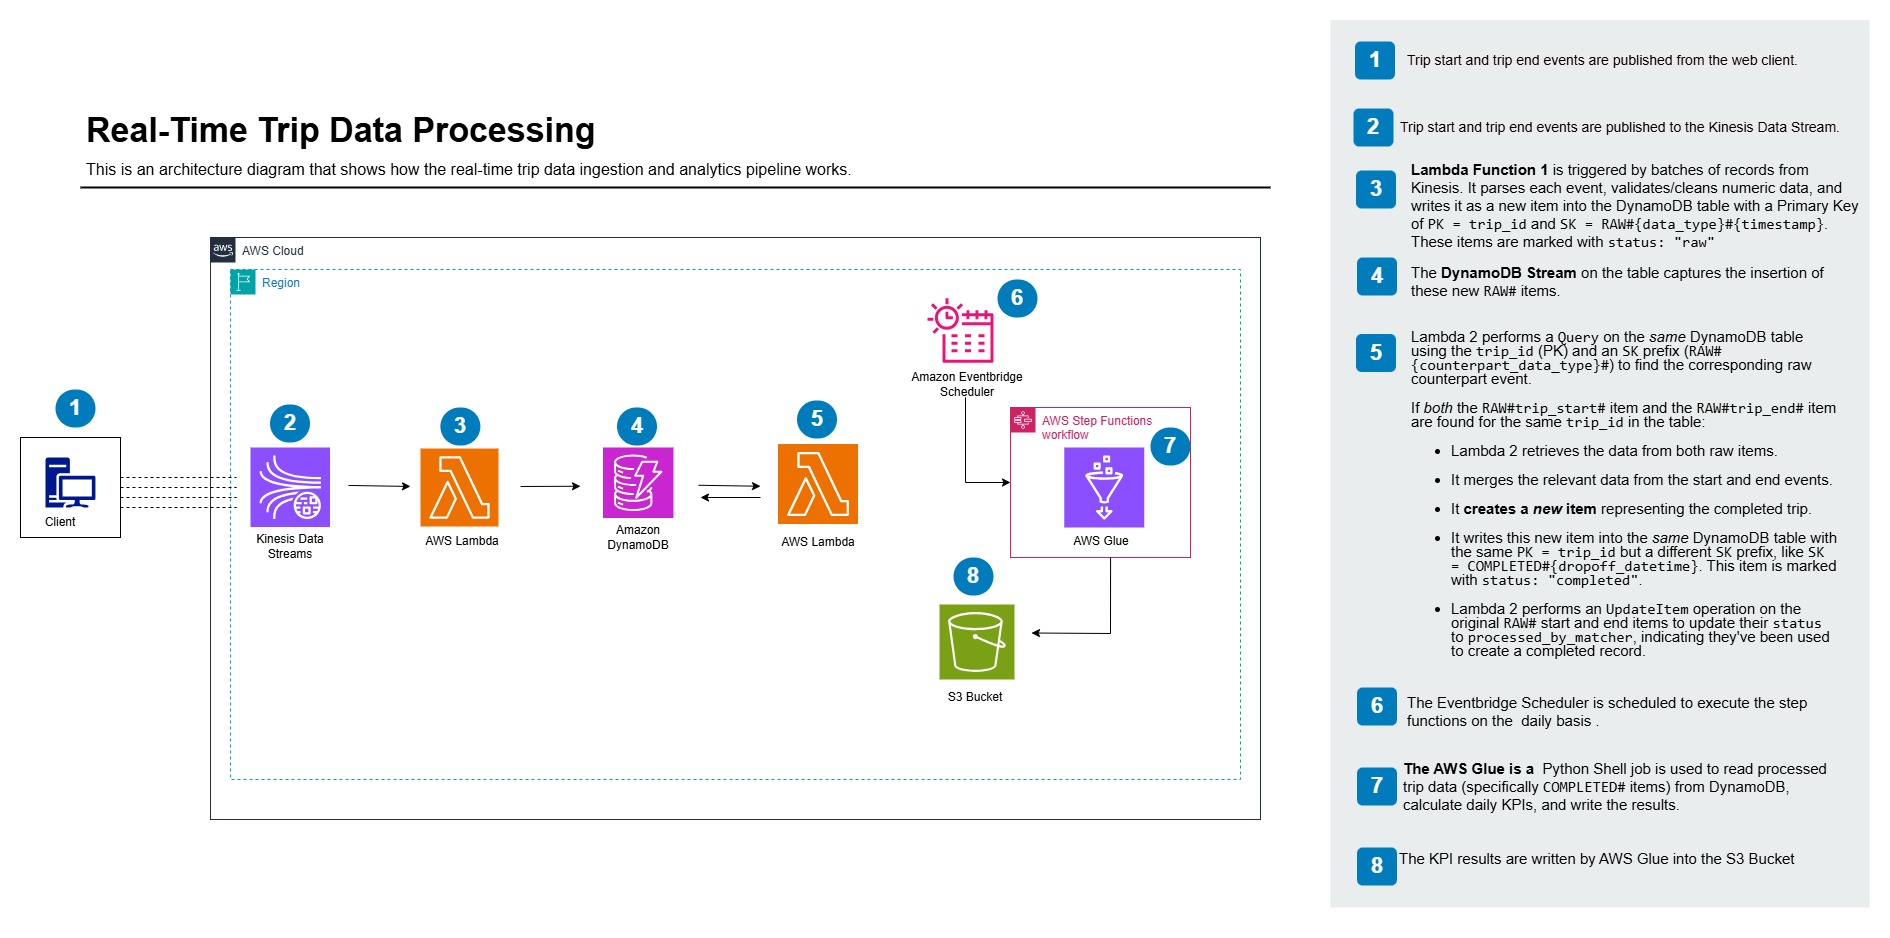 Real-Time Trip Data Processing
This is an architecture diagram that shows how the real-time trip data ingestion and analytics pipeline works.
aws
AWS Cloud
Region
1
Client
2
Kinesis Data
Streams
3
AWS Lambda
4
Amazon
DynamoDB
5
AWS Lambda
6
Amazon Eventbridge
Scheduler
AWS Step Functions
workflow
7
AWS Glue
8
S3 Bucket
1
Trip start and trip end events are published from the web client.
2
Trip start and trip end events are published to the Kinesis Data Stream.
3
Lambda Function 1 is triggered by batches of records from
Kinesis. It parses each event, validates/cleans numeric data, and
writes it as a new item into the DynamoDB table with a Primary Key
of PK = trip_id and SK = RAW#{data_type}#{timestamp}.
These items are marked with status: "raw"
4
The DynamoDB Stream on the table captures the insertion of
these new RAW# items.
5
Lambda 2 performs a Query on the same DynamoDB table
using the trip_id (PK) and an SK prefix (RAW#
{counterpart_data_type}#) to find the corresponding raw
counterpart event.
If both the RAW#trip_start# item and the RAW#trip_end# item
are found for the same trip_id in the table:
• Lambda 2 retrieves the data from both raw items.
• It merges the relevant data from the start and end events.
• It creates a new item representing the completed trip.
• It writes this new item into the same DynamoDB table with
the same PK = trip_id but a different SK prefix, like SK
= COMPLETED#{dropoff_datetime}. This item is marked
with status: "completed".
• Lambda 2 performs an UpdateItem operation on the
original RAW# start and end items to update their status
to processed_by_matcher, indicating they've been used
to create a completed record.
6
The Eventbridge Scheduler is scheduled to execute the step
functions on the  daily basis .
7
The AWS Glue is a  Python Shell job is used to read processed
trip data (specifically COMPLETED# items) from DynamoDB,
calculate daily KPIs, and write the results.
8
The KPI results are written by AWS Glue into the S3 Bucket